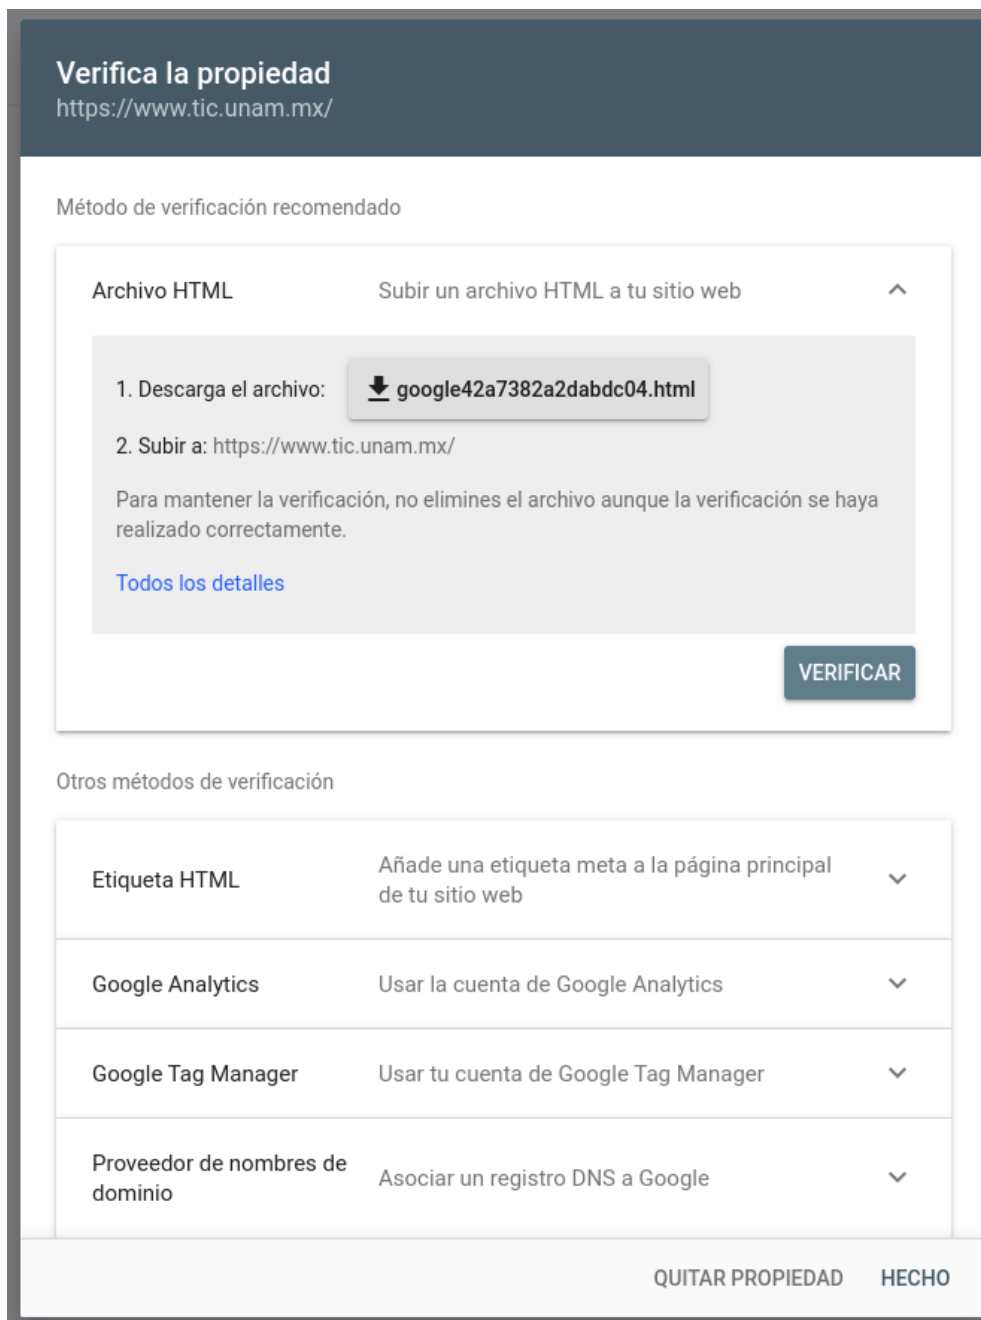 Verifica la propiedad
https://www.tic.unam.mx/
Método de verificación recomendado
Archivo HTML
Subir un archivo HTML a tu sitio web
1. Descarga el archivo:
google42a7382a2dabdc04.html
2. Subir a: https://www.tic.unam.mx/
Para mantener la verificación, no elimines el archivo aunque la verificación se haya
realizado correctamente.
Todos los detalles
VERIFICAR
Otros métodos de verificación
Etiqueta HTML
Añade una etiqueta meta a la página principal
de tu sitio web
Google Analytics
Usar la cuenta de Google Analytics
Google Tag Manager
Usar tu cuenta de Google Tag Manager
Proveedor de nombres de
dominio
Asociar un registro DNS a Google
QUITAR PROPIEDAD
HECHO